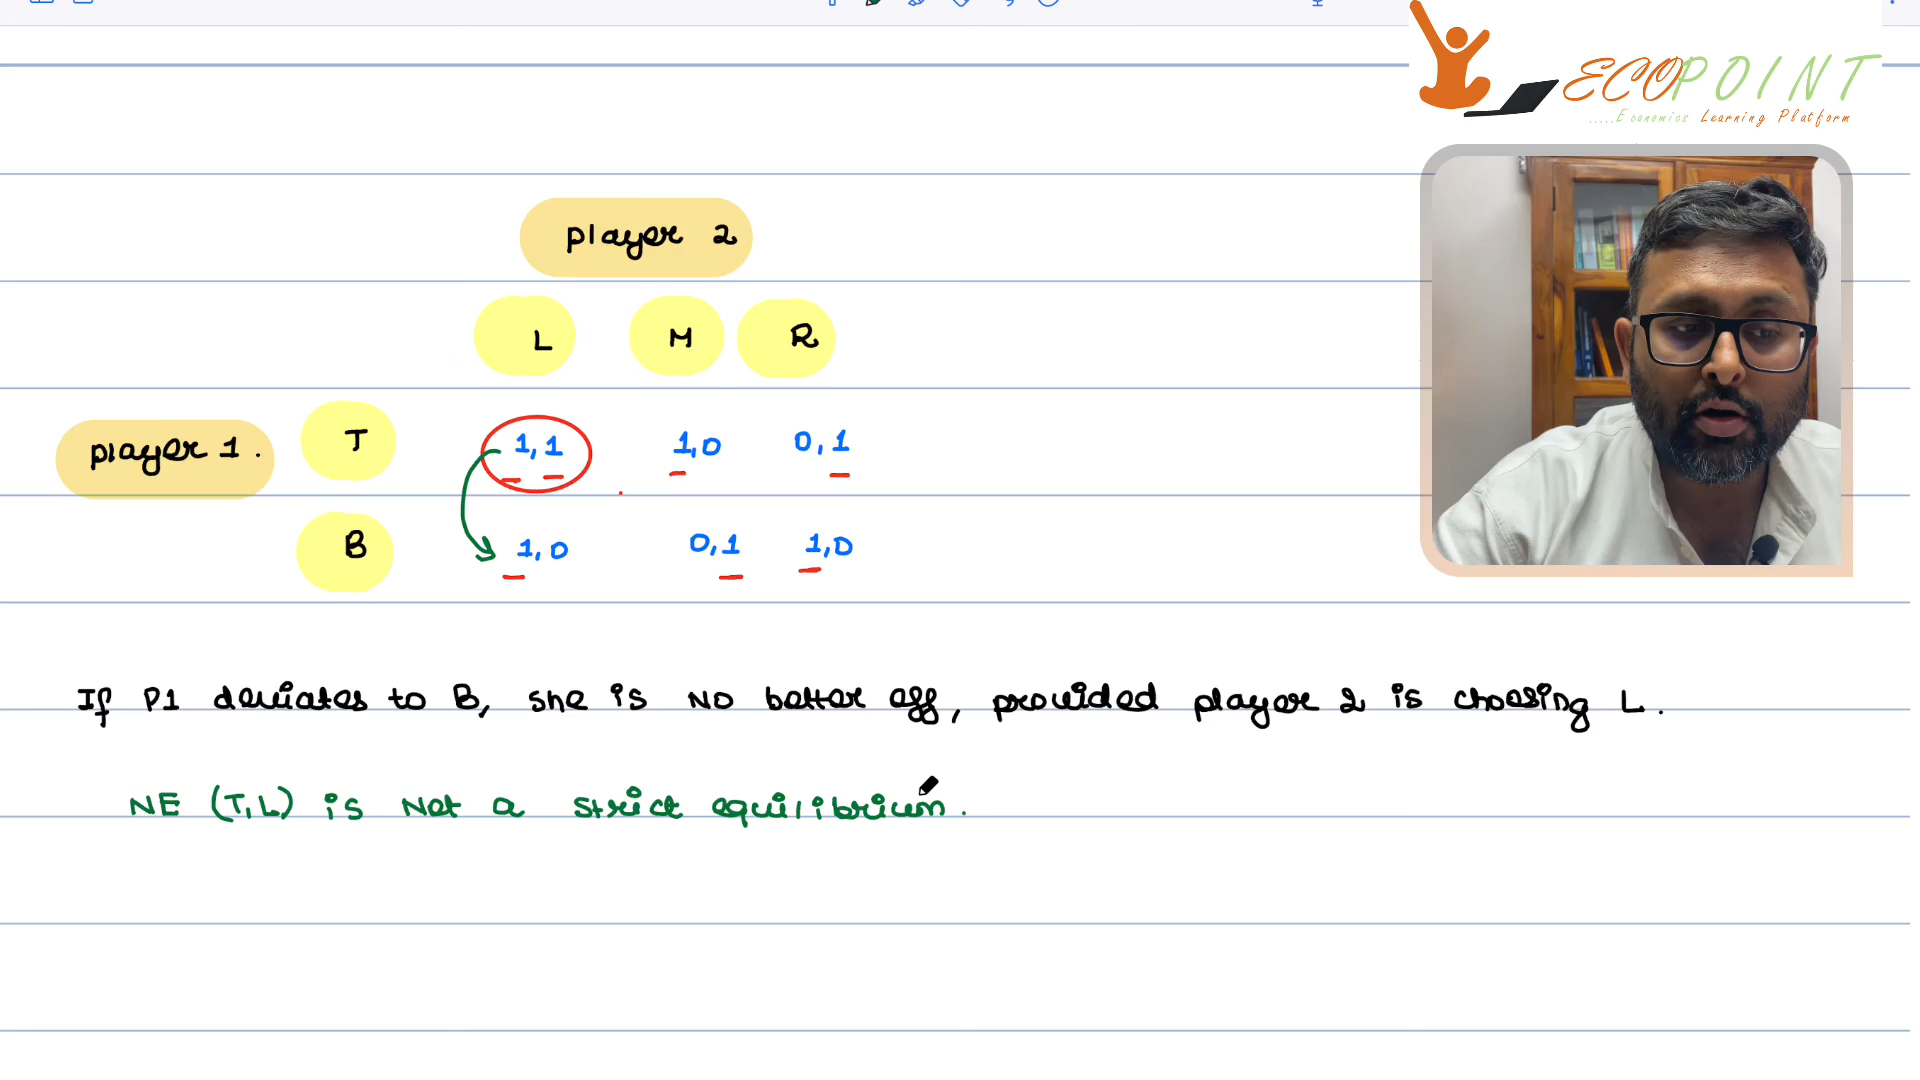 ECOPOINT
.....Economics Learning Platform
player 2
L M R
player 1. T 1,1 1,0 0,1
B 1,0 0,1 1,0
If P1 deviates to B, she is no better off, provided player 2 is choosing L.
NE (T,L) is Not a strict equilibrium.